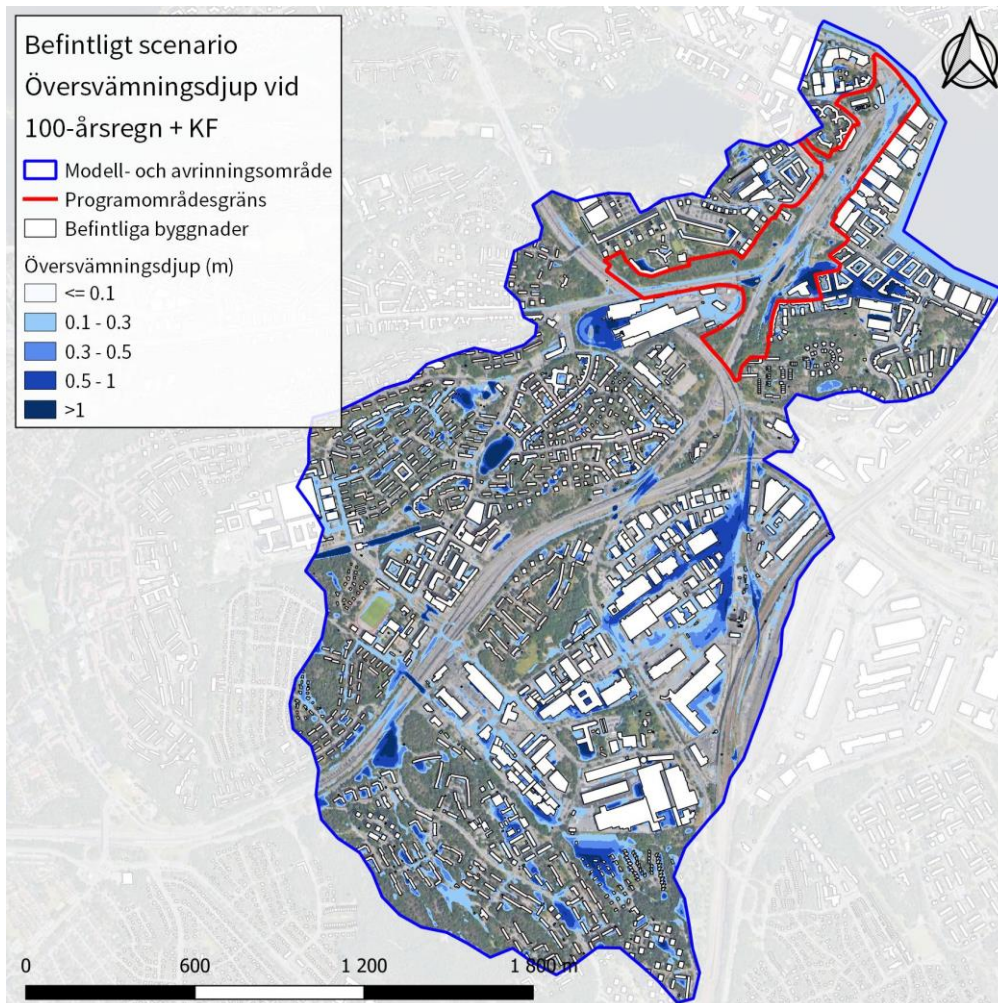 Befintligt scenario
Översvämningsdjup vid
100-årsregn + KF
Modell- och avrinningsområde
Programområdesgräns
Befintliga byggnader
Översvämningsdjup (m)
<= 0.1
0.1 - 0.3
0.3 - 0.5
0.5 - 1
>1
0 600 1 200 1 800 m